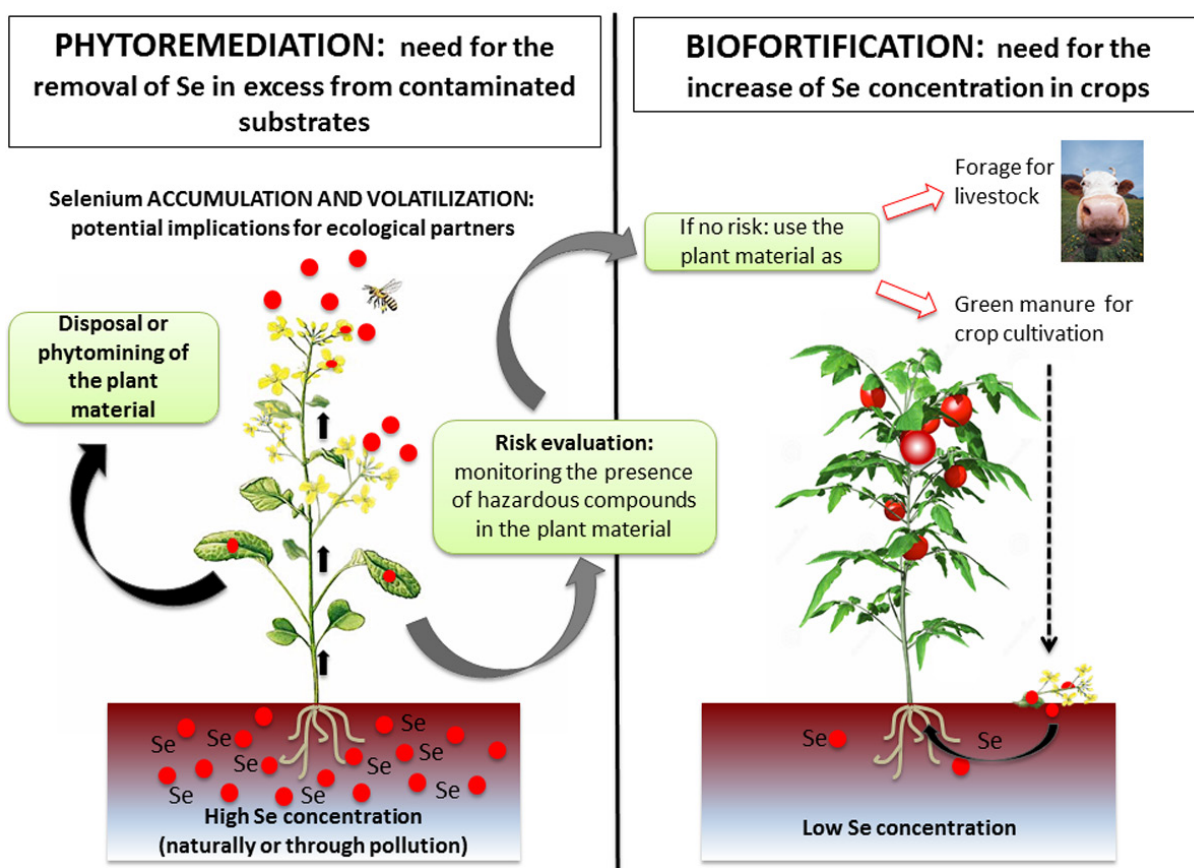 PHYTOREMEDIATION: need for the
removal of Se in excess from contaminated
substrates
Selenium ACCUMULATION AND VOLATILIZATION:
potential implications for ecological partners
Disposal or
phytomining of
the plant
material
Risk evaluation:
monitoring the presence
of hazardous compounds
in the plant material
Se
Se
Se
Se
Se
Se
Se
Se
Se
High Se concentration
(naturally or through pollution)
BIOFORTIFICATION: need for the
increase of Se concentration in crops
If no risk: use the
plant material as
Forage for
livestock
Green manure for
crop cultivation
Se
Se
Low Se concentration